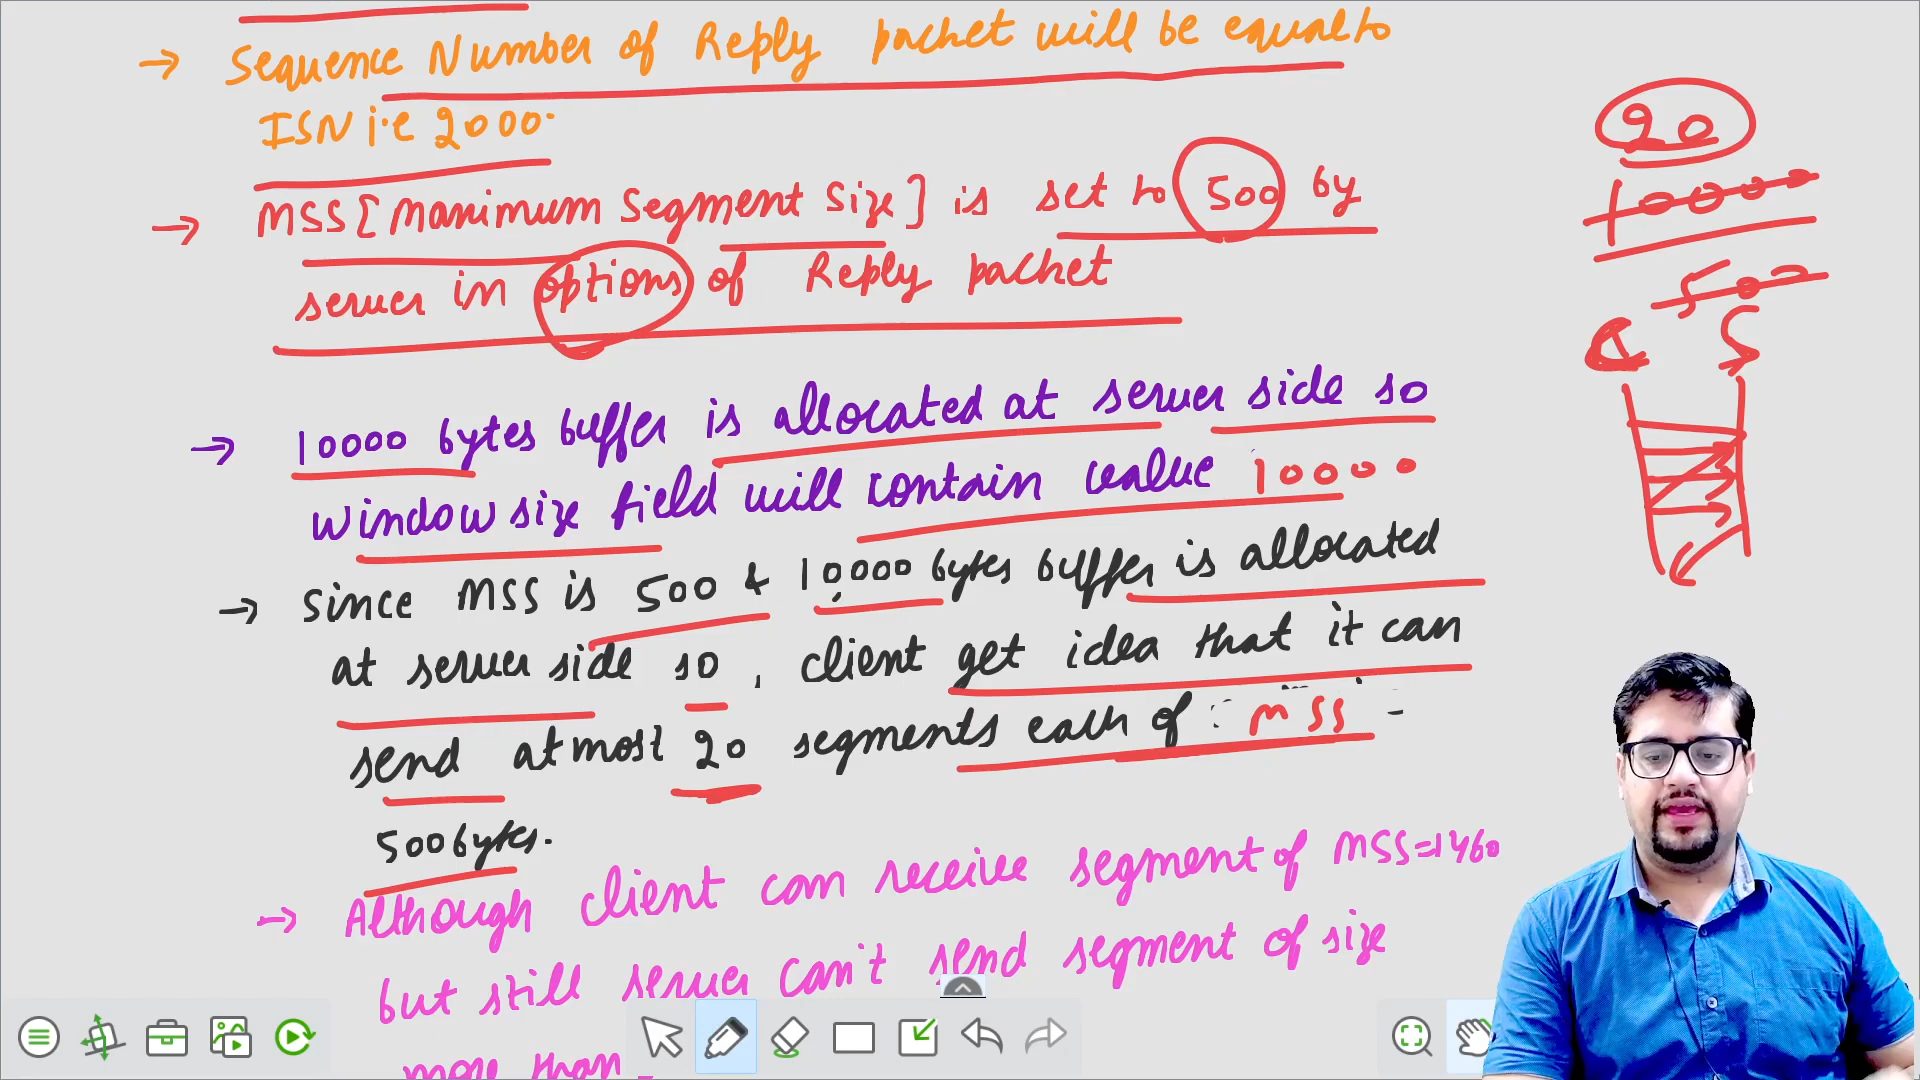 → Sequence Number of Reply packet will be equal to
ISN i.e 2000.
→ MSS [Maximum Segment Size] is set to 500 by
server in options of Reply packet
→ 10000 bytes buffer is allocated at server side so
window size field will contain value 10000
→ Since MSS is 500 & 10,000 bytes buffer is allocated
at server side so, client get idea that it can
send atmost 20 segments each of MSS =
500 bytes.
→ Although client can receive segment of MSS=1460
but still server can't send segment of size
more than
20
10000
500
C S